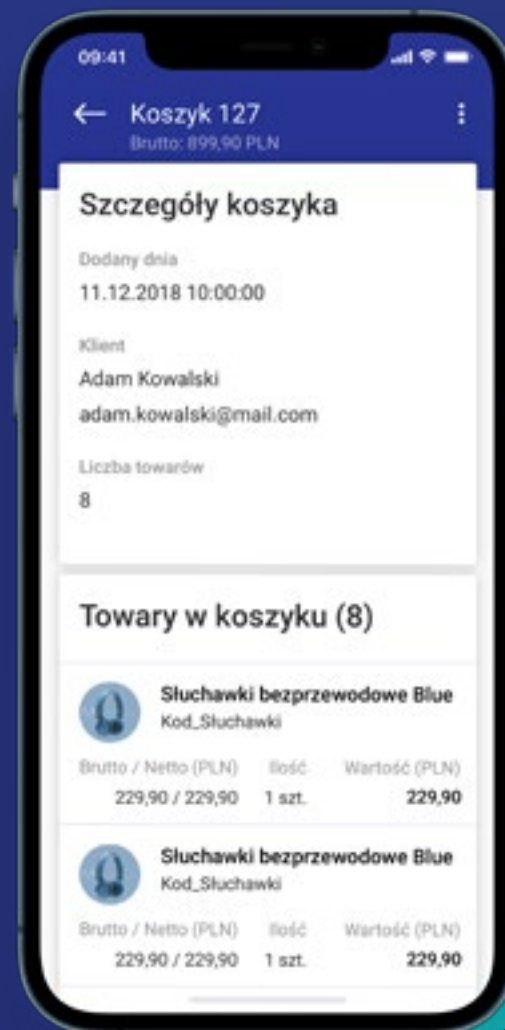 09:41
Koszyk 127
Brutto: 899,90 PLN
Szczegóły koszyka
Dodany dnia
11.12.2018 10:00:00
Klient
Adam Kowalski
adam.kowalski@mail.com
Liczba towarów
8
Towary w koszyku (8)
Słuchawki bezprzewodowe Blue
Kod_Słuchawki
Brutto / Netto (PLN) Ilość Wartość (PLN)
229,90 / 229,90 1 szt. 229,90
Słuchawki bezprzewodowe Blue
Kod_Słuchawki
Brutto / Netto (PLN) Ilość Wartość (PLN)
229,90 / 229,90 1 szt. 229,90